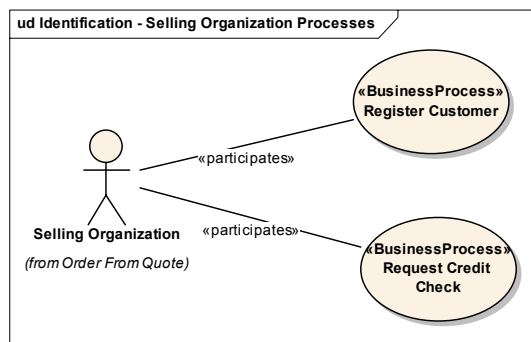 ud Identification - Selling Organization Processes
«BusinessProcess»
Register Customer
«participates»
Selling Organization
(from Order From Quote)
«participates»
«BusinessProcess»
Request Credit
Check